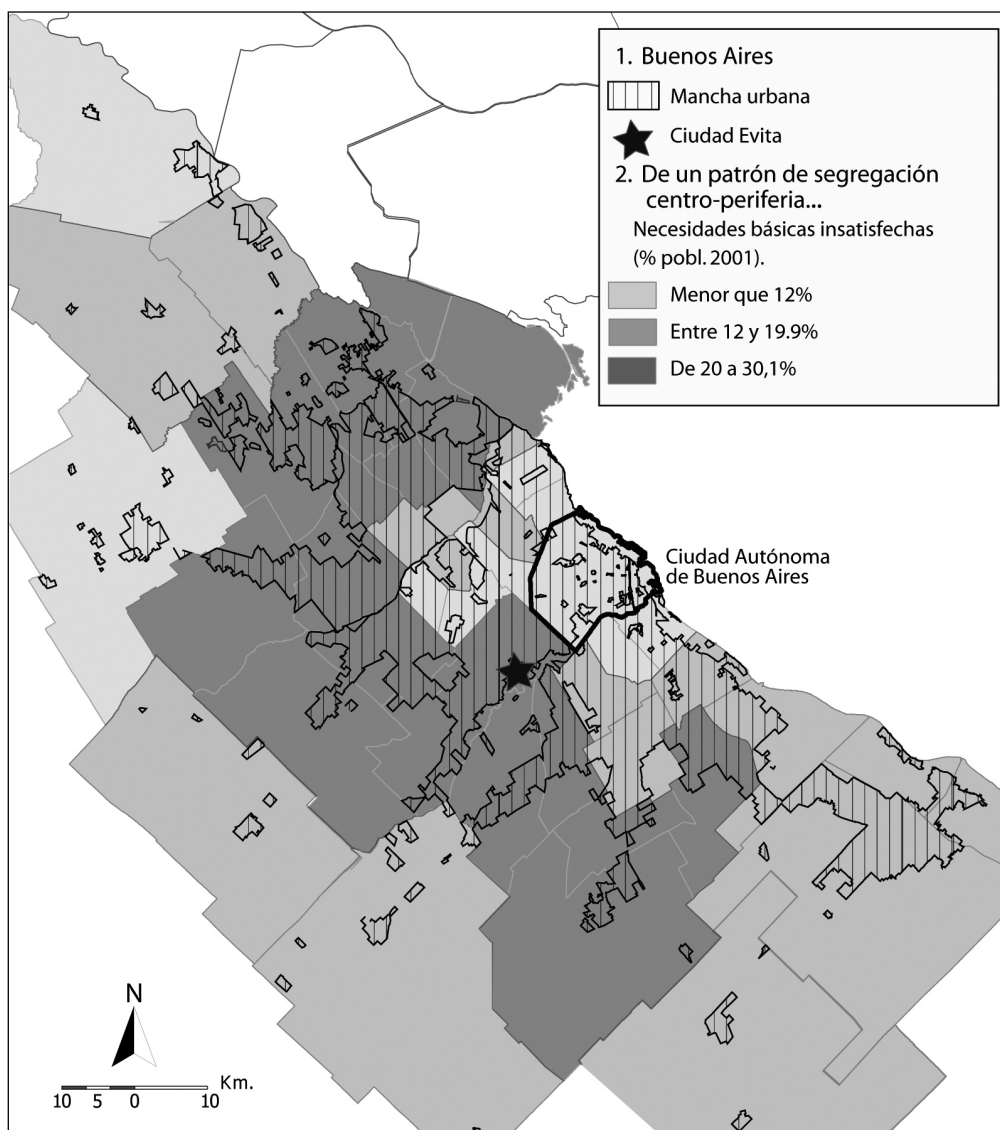 1. Buenos Aires
Mancha urbana
Ciudad Evita
2. De un patrón de segregación
centro-periferia...
Necesidades básicas insatisfechas
(% pobl. 2001).
Menor que 12%
Entre 12 y 19.9%
De 20 a 30,1%
Ciudad Autónoma
de Buenos Aires
N
Km.
10 5 0 10